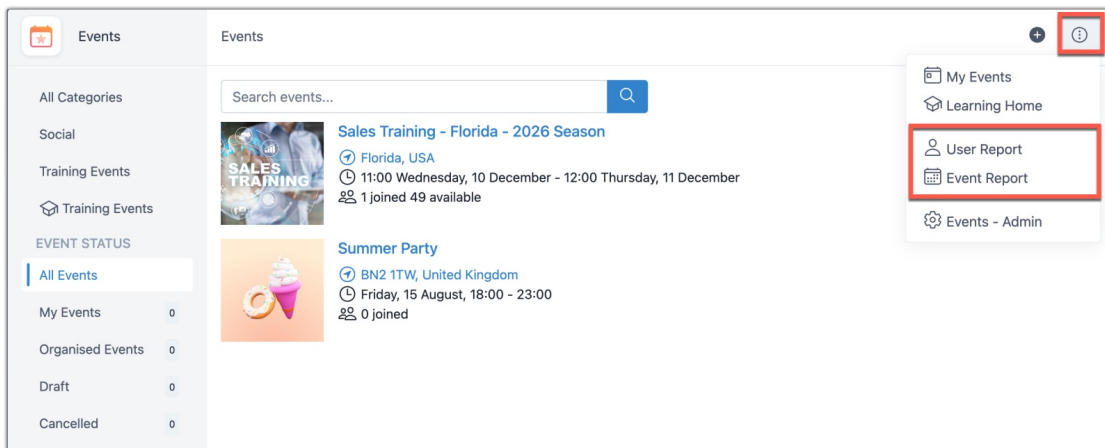 Events
Events
All Categories
Social
Training Events
Training Events
EVENT STATUS
All Events
My Events 0
Organised Events 0
Draft 0
Cancelled 0
Search events...
SALES
TRAINING
Sales Training - Florida - 2026 Season
Florida, USA
11:00 Wednesday, 10 December - 12:00 Thursday, 11 December
1 joined 49 available
Summer Party
BN2 1TW, United Kingdom
Friday, 15 August, 18:00 - 23:00
0 joined
My Events
Learning Home
User Report
Event Report
Events - Admin